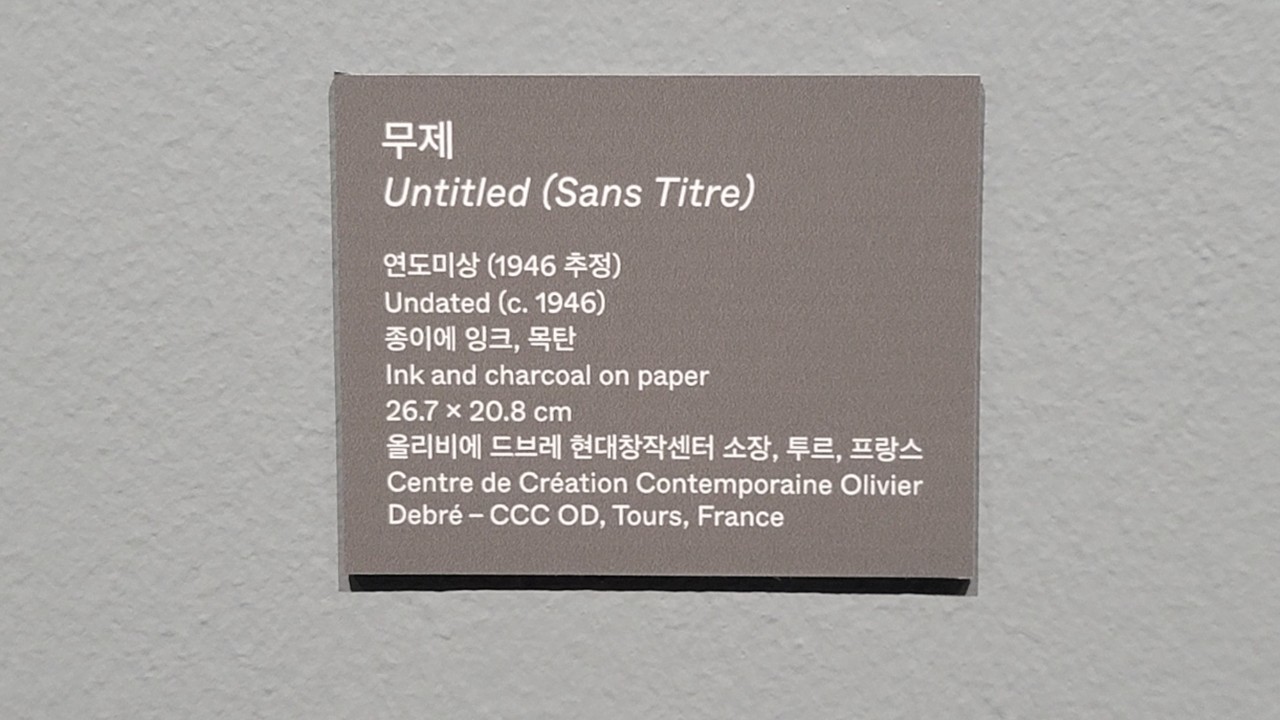 무제
Untitled (Sans Titre)
연도미상 (1946 추정)
Undated (c. 1946)
종이에 잉크, 목탄
Ink and charcoal on paper
26.7 × 20.8 cm
올리비에 드브레 현대창작센터 소장, 투르, 프랑스
Centre de Création Contemporaine Olivier
Debré – CCC OD, Tours, France